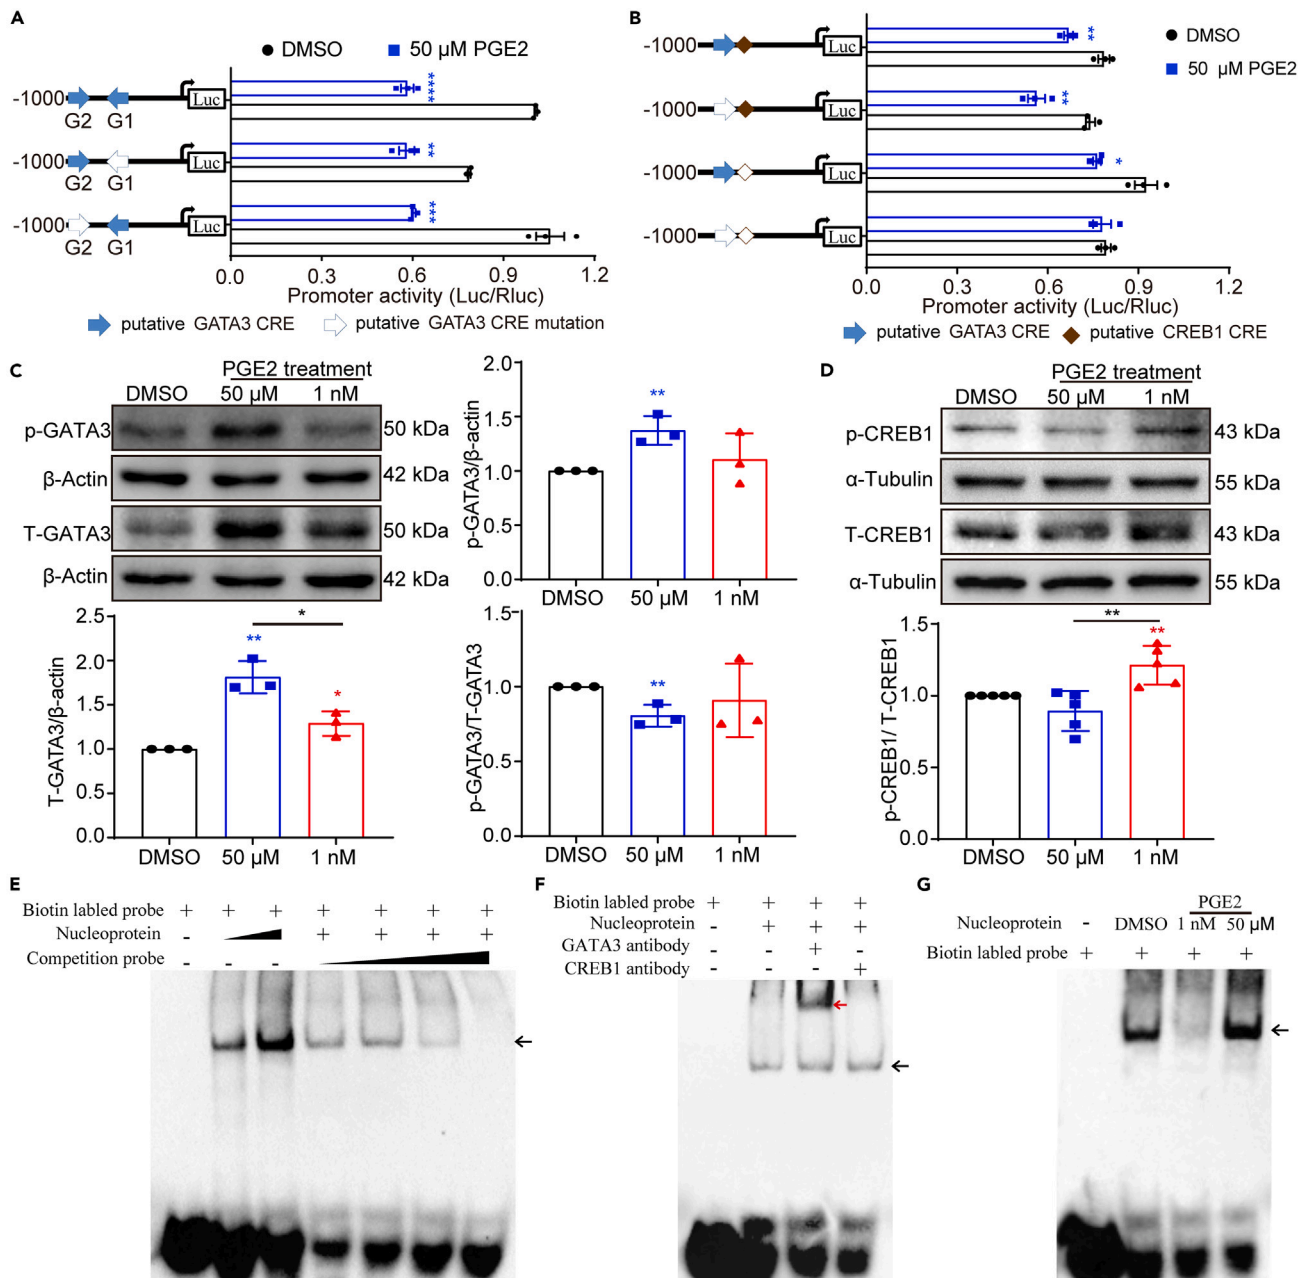 A
DMSO 50 µM PGE2
-1000 G2 G1 Luc ****
-1000 G2 G1 Luc **
-1000 G2 G1 Luc ***
0.0 0.3 0.6 0.9 1.2
Promoter activity (Luc/Rluc)
putative GATA3 CRE putative GATA3 CRE mutation
B
DMSO
50 µM PGE2
-1000 Luc **
-1000 Luc **
-1000 Luc *
-1000 Luc
0.0 0.3 0.6 0.9 1.2
Promoter activity (Luc/Rluc)
putative GATA3 CRE putative CREB1 CRE
C
PGE2 treatment
DMSO 50 µM 1 nM
p-GATA3 50 kDa
β-Actin 42 kDa
T-GATA3 50 kDa
β-Actin 42 kDa
p-GATA3/β-actin
2.0
1.5
1.0
0.5
0.0
**
DMSO 50 µM 1 nM
T-GATA3/β-actin
2.5
2.0
1.5
1.0
0.5
0.0
*
**
*
DMSO 50 µM 1 nM
p-GATA3/T-GATA3
1.5
1.0
0.5
0.0
**
DMSO 50 µM 1 nM
D
PGE2 treatment
DMSO 50 µM 1 nM
p-CREB1 43 kDa
α-Tubulin 55 kDa
T-CREB1 43 kDa
α-Tubulin 55 kDa
p-CREB1/ T-CREB1
1.5
1.0
0.5
0.0
**
**
DMSO 50 µM 1 nM
E
Biotin labled probe + + + + + + +
Nucleoprotein - + + + +
Competition probe - - -
F
Biotin labled probe + + + +
Nucleoprotein - + + +
GATA3 antibody - - + -
CREB1 antibody - - - +
G
PGE2
Nucleoprotein - DMSO 1 nM 50 µM
Biotin labled probe + + + +